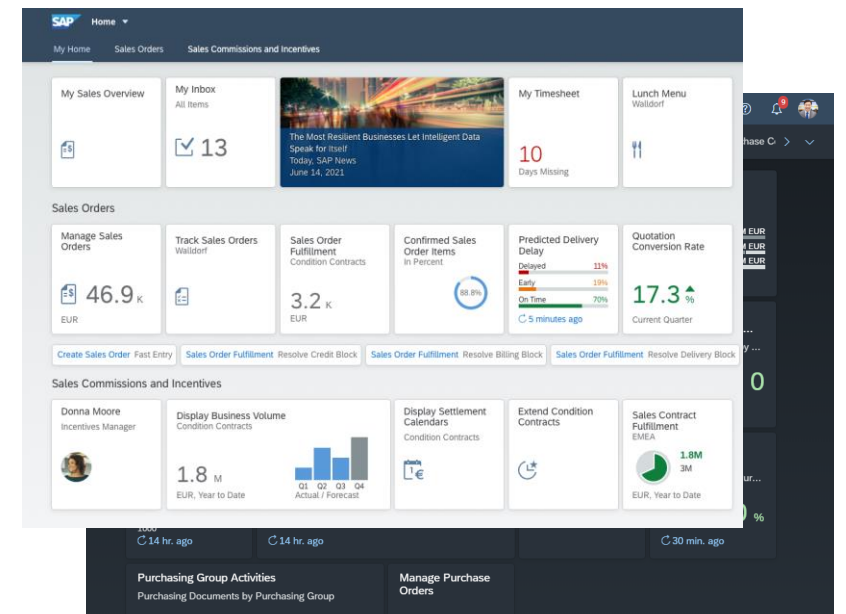 SAP Home
My Home Sales Orders Sales Commissions and Incentives
My Sales Overview
My Inbox
All Items
13
The Most Resilient Businesses Let Intelligent Data
Speak for Itself
Today, SAP News
June 14, 2021
My Timesheet
10
Days Missing
Lunch Menu
Walldorf
9
Sales Orders
Manage Sales
Orders
46.9 K
EUR
Track Sales Orders
Walldorf
Sales Order
Fulfillment
Condition Contracts
3.2 K
EUR
Confirmed Sales
Order Items
In Percent
88.8%
Predicted Delivery
Delay
Delayed 11%
Early 19%
On Time 70%
5 minutes ago
Quotation
Conversion Rate
17.3 %
Current Quarter
EUR
EUR
EUR
Create Sales Order Fast Entry
Sales Order Fulfillment Resolve Credit Block
Sales Order Fulfillment Resolve Billing Block
Sales Order Fulfillment Resolve Delivery Block
Sales Commissions and Incentives
Donna Moore
Incentives Manager
Display Business Volume
Condition Contracts
1.8 M
EUR, Year to Date
Q1 Q2 Q3 Q4
Actual / Forecast
Display Settlement
Calendars
Condition Contracts
1 €
Extend Condition
Contracts
Sales Contract
Fulfillment
EMEA
1.8M
3M
EUR, Year to Date
0
%
14 hr. ago
14 hr. ago
30 min. ago
Purchasing Group Activities
Purchasing Documents by Purchasing Group
Manage Purchase
Orders